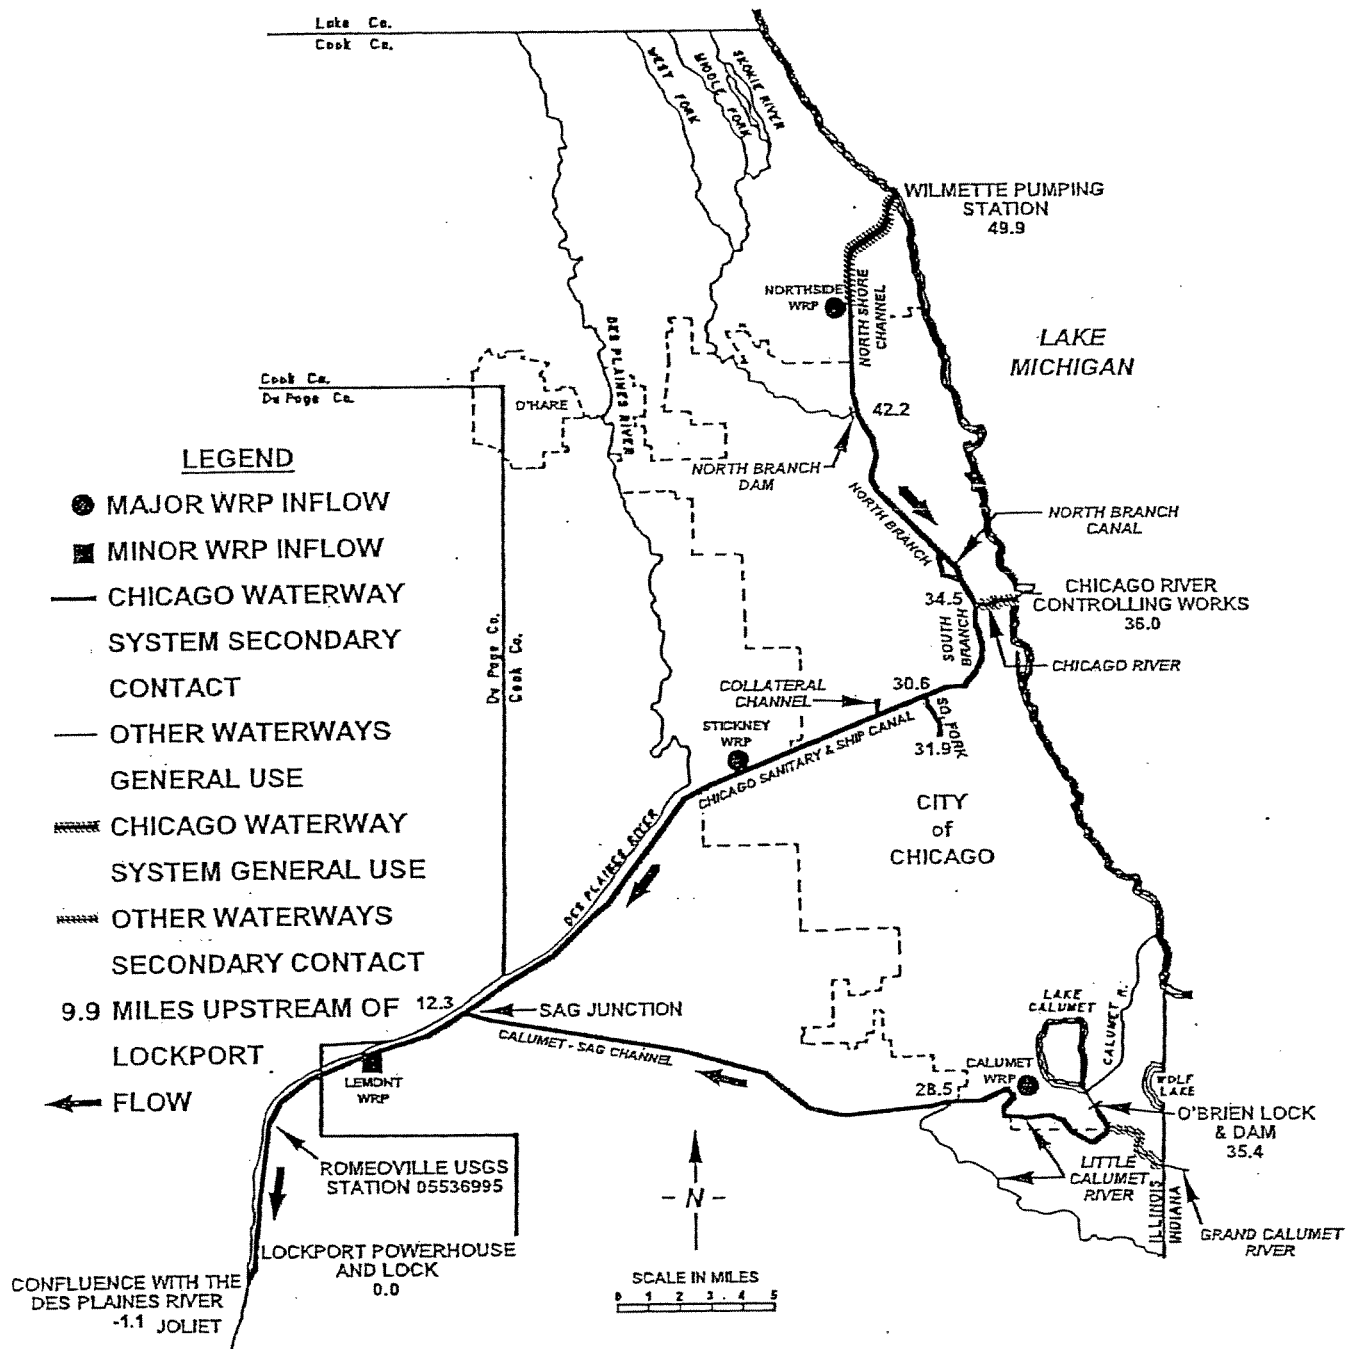 Lake Co.
Cook Co.
WEST FORK
MIDDLE FORK
SKOKIE RIVER
WILMETTE PUMPING
STATION
49.9
NORTHSIDE
WRP
NORTH SHORE
CHANNEL
LAKE
MICHIGAN
DES PLAINES RIVER
Cook Co.
Du Page Co.
O'HARE
42.2
NORTH BRANCH
DAM
NORTH BRANCH
NORTH BRANCH
CANAL
34.5
CHICAGO RIVER
CONTROLLING WORKS
36.0
SOUTH
BRANCH
CHICAGO RIVER
Du Page Co.
Cook Co.
COLLATERAL
CHANNEL
30.6
STICKNEY
WRP
SO. FORK
31.9
CHICAGO SANITARY & SHIP CANAL
CITY
of
CHICAGO
DES PLAINES RIVER
LEGEND
MAJOR WRP INFLOW
MINOR WRP INFLOW
CHICAGO WATERWAY
SYSTEM SECONDARY
CONTACT
OTHER WATERWAYS
GENERAL USE
CHICAGO WATERWAY
SYSTEM GENERAL USE
OTHER WATERWAYS
SECONDARY CONTACT
9.9 MILES UPSTREAM OF
LOCKPORT
FLOW
12.3
SAG JUNCTION
CALUMET - SAG CHANNEL
LEMONT
WRP
LAKE
CALUMET
CALUMET R.
CALUMET
WRP
28.5
WOLF
LAKE
O'BRIEN LOCK
& DAM
35.4
LITTLE
CALUMET
RIVER
ILLINOIS
INDIANA
GRAND CALUMET
RIVER
ROMEOVILLE USGS
STATION 05536995
LOCKPORT POWERHOUSE
AND LOCK
0.0
CONFLUENCE WITH THE
DES PLAINES RIVER
-1.1 JOLIET
N
SCALE IN MILES
0 1 2 3 4 5